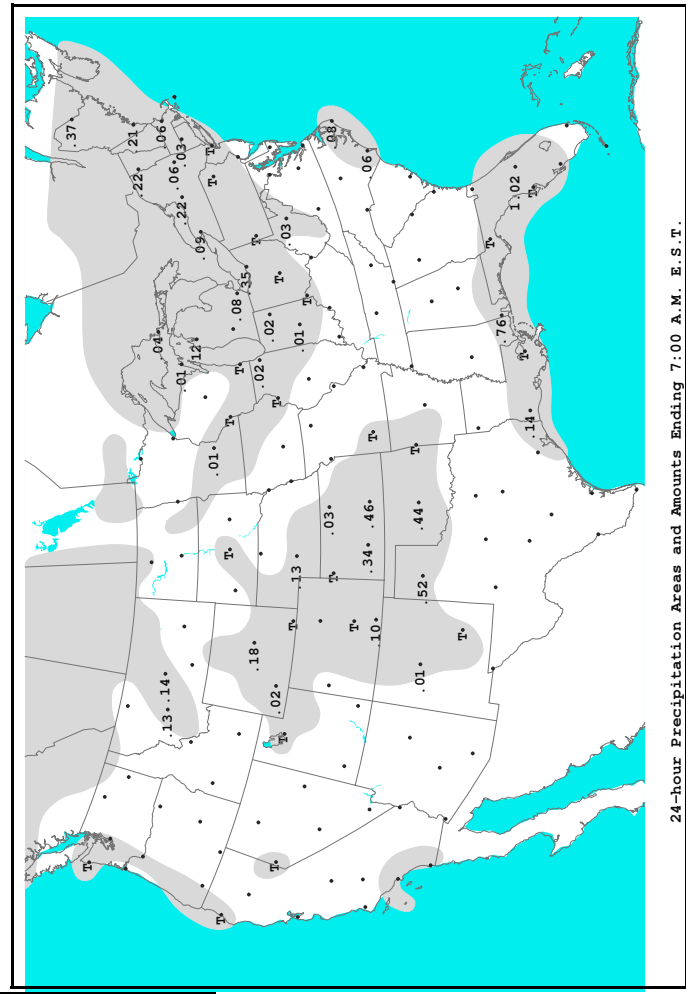 .37
T
.21
.22
.04
.06
.13 .14
.06
.01 .22 .03
.12
.09
T
T
.01
T
T T
.08
T
.35
.18
T
.02
.02
T
.02
T
T
T
.03
T
.13
.01
T
.03
.08
T
T
.34
.06
.46
T
.10
T
.44
.01
.52
T
T
.76
1.02
T
.14
T
24-hour Precipitation Areas and Amounts Ending 7:00 A.M. E.S.T.